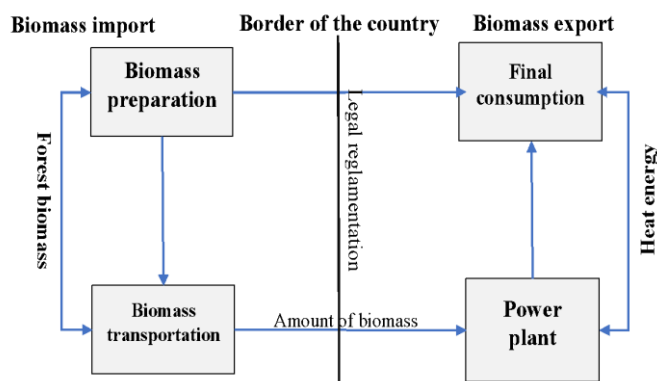 Biomass import
Border of the country
Biomass export
Biomass
preparation
Final
consumption
Legal reglamentation
Forest biomass
Heat energy
Biomass
transportation
Amount of biomass
Power
plant